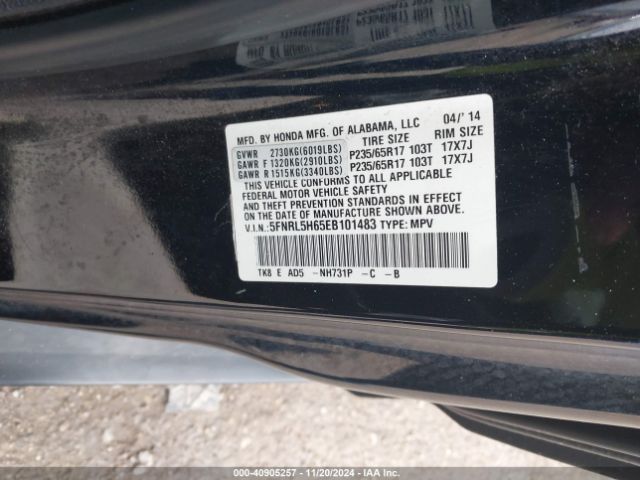 MFD. BY HONDA MFG. OF ALABAMA, LLC 04/'14
TIRE SIZE RIM SIZE
GVWR 2730KG(6019LBS)
GAWR F 1320KG(2910LBS) P235/65R17 103T 17X7J
GAWR R 1515KG(3340LBS) P235/65R17 103T 17X7J
THIS VEHICLE CONFORMS TO ALL APPLICABLE
FEDERAL MOTOR VEHICLE SAFETY
AND THEFT PREVENTION STANDARDS IN EFFECT
ON THE DATE OF MANUFACTURE SHOWN ABOVE.
V.I.N.: 5FNRL5H65EB101483 TYPE: MPV
TK8 E AD5 -NH731P -C -B
000-40905257 - 11/20/2024 - IAA Inc.